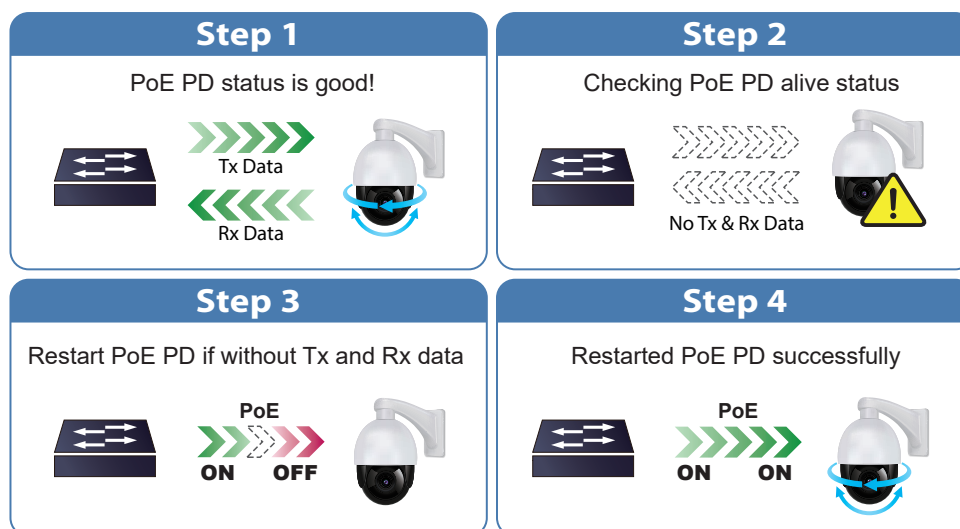 Step 1
PoE PD status is good!
Tx Data
Rx Data
Step 2
Checking PoE PD alive status
No Tx & Rx Data
Step 3
Restart PoE PD if without Tx and Rx data
PoE
ON OFF
Step 4
Restarted PoE PD successfully
PoE
ON ON